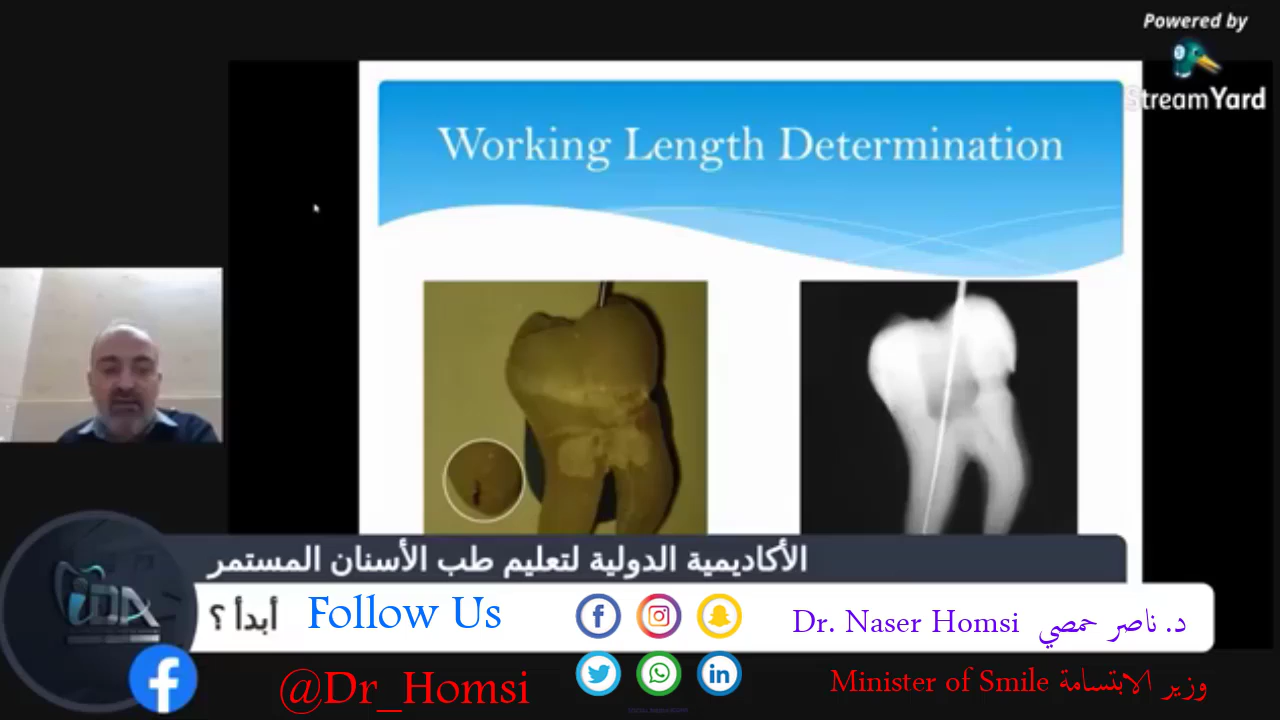 Powered by
StreamYard
Working Length Determination
الأكاديمية الدولية لتعليم طب الأسنان المستمر
أبدأ ؟
Follow Us
Dr. Naser Homsi د. ناصر حمصي
@Dr_Homsi
Minister of Smile وزير الابتسامة